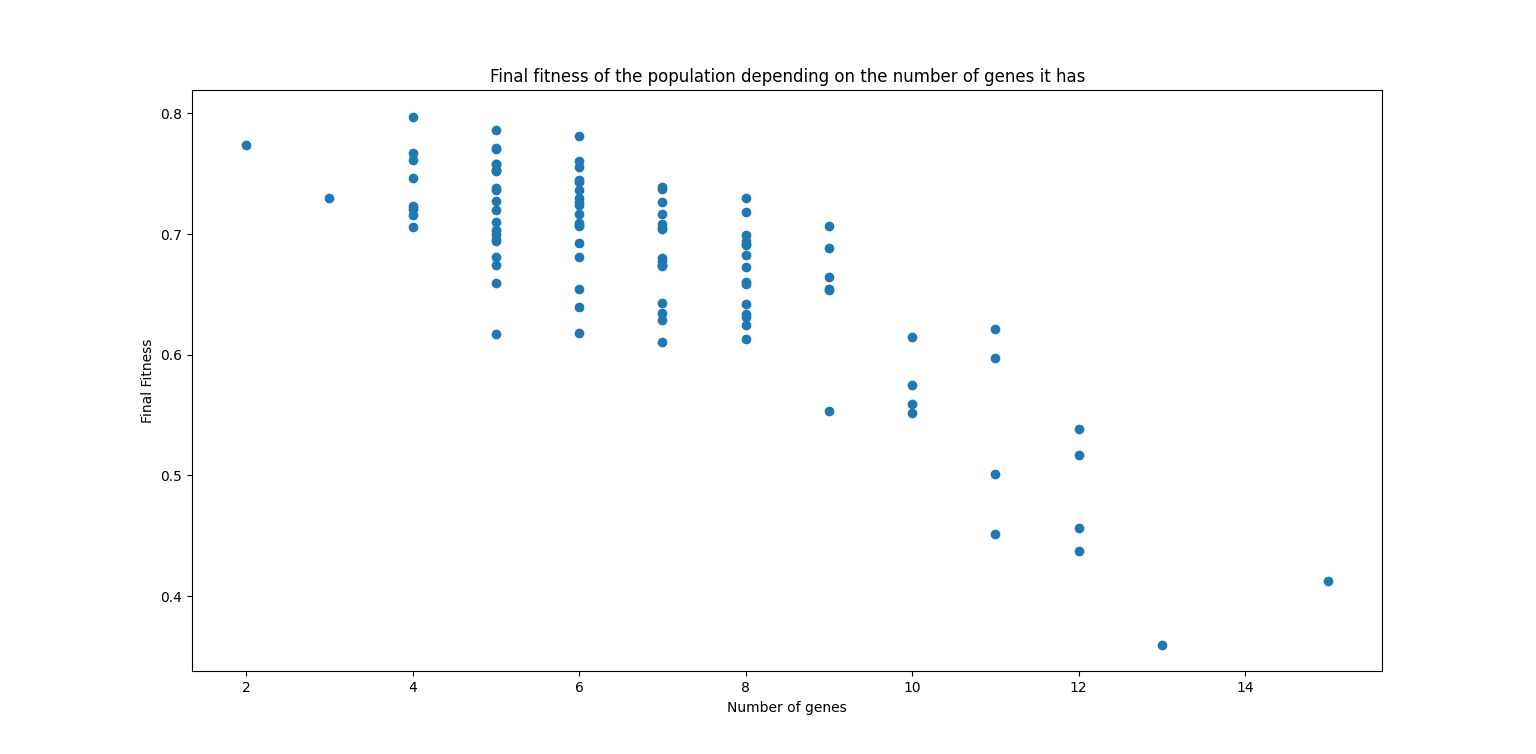 Final fitness of the population depending on the number of genes it has
0.8
0.7
0.6
0.5
0.4
Final Fitness
2 4 6 8 10 12 14
Number of genes